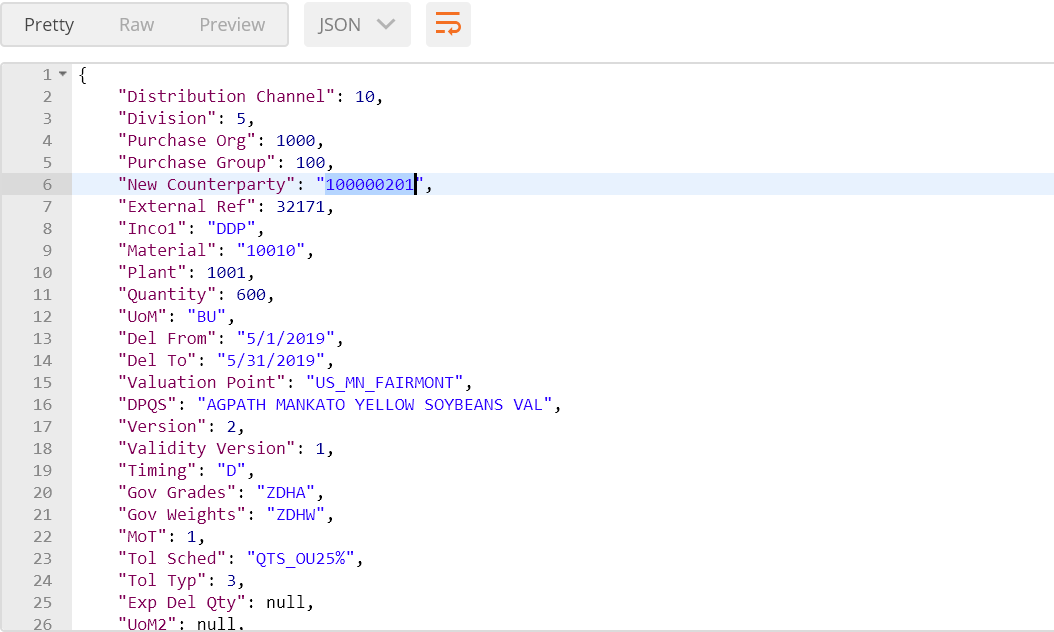 Pretty Raw Preview JSON
1 {
2 "Distribution Channel": 10,
3 "Division": 5,
4 "Purchase Org": 1000,
5 "Purchase Group": 100,
6 "New Counterparty": "100000201",
7 "External Ref": 32171,
8 "Inco1": "DDP",
9 "Material": "10010",
10 "Plant": 1001,
11 "Quantity": 600,
12 "UoM": "BU",
13 "Del From": "5/1/2019",
14 "Del To": "5/31/2019",
15 "Valuation Point": "US_MN_FAIRMONT",
16 "DPQS": "AGPATH MANKATO YELLOW SOYBEANS VAL",
17 "Version": 2,
18 "Validity Version": 1,
19 "Timing": "D",
20 "Gov Grades": "ZDHA",
21 "Gov Weights": "ZDHW",
22 "MoT": 1,
23 "Tol Sched": "QTS_OU25%",
24 "Tol Typ": 3,
25 "Exp Del Qty": null,
26 "UoM2": null,